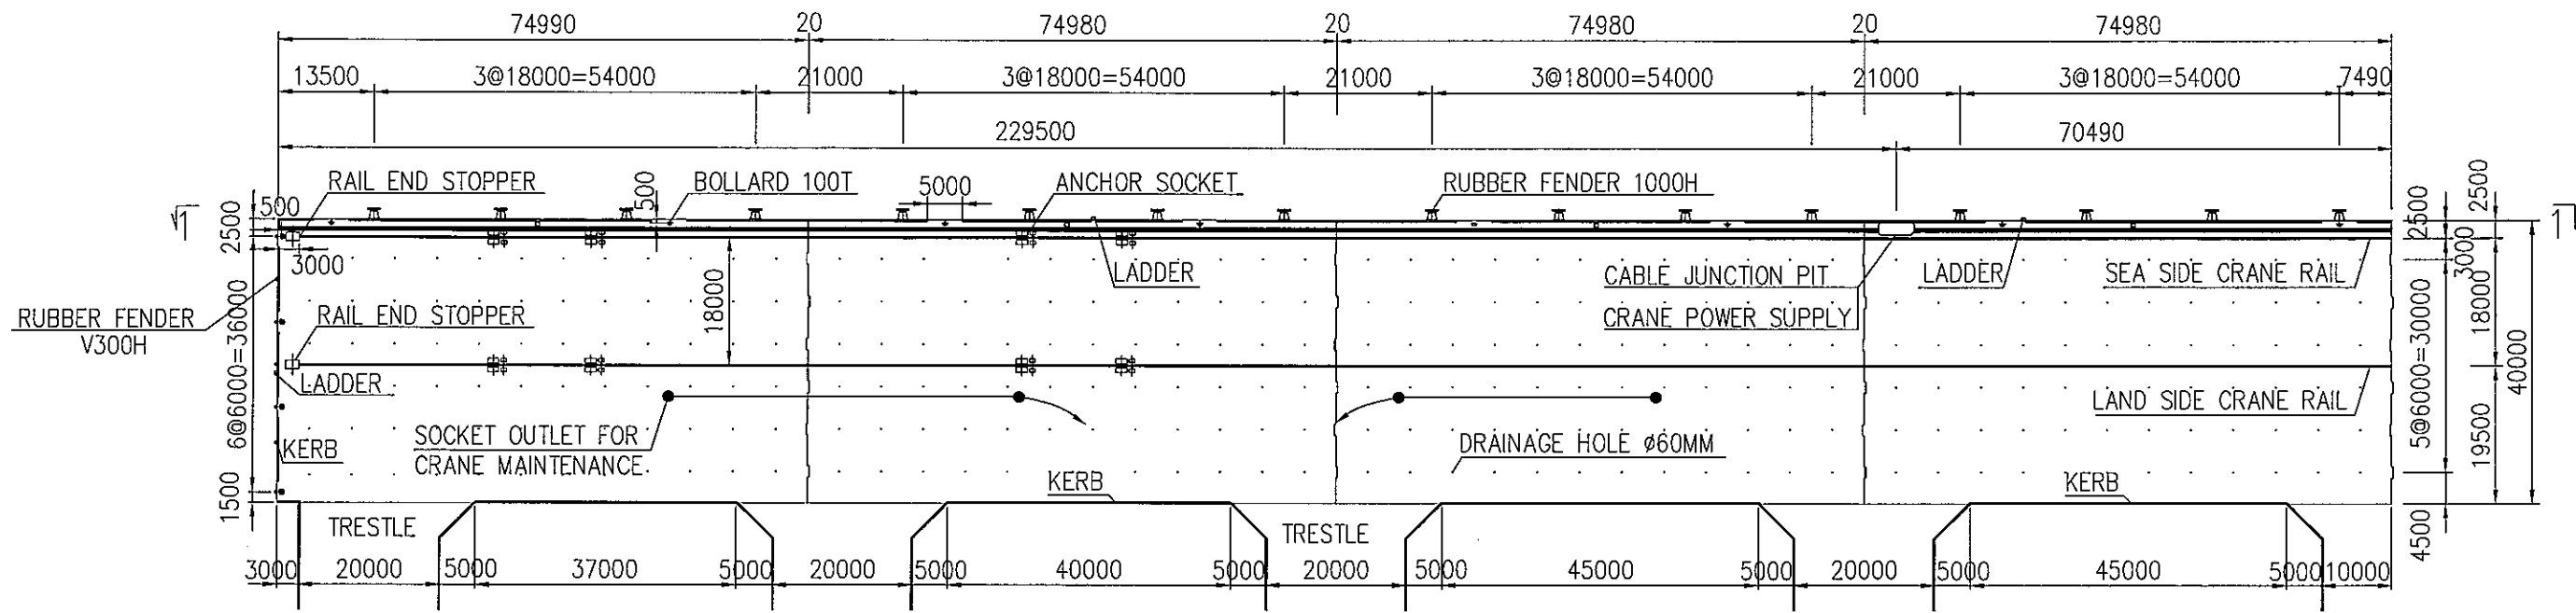 74990 20 74980 20 74980 20 74980
13500 3@18000=54000 21000 3@18000=54000 21000 3@18000=54000 21000 3@18000=54000 7490
229500 70490
RAIL END STOPPER 500 BOLLARD 100T 5000 ANCHOR SOCKET RUBBER FENDER 1000H
1 500 2500 2500 2500 1
3000 LADDER CABLE JUNCTION PIT LADDER SEA SIDE CRANE RAIL 3000
RUBBER FENDER RAIL END STOPPER 18000 CRANE POWER SUPPLY 18000
V300H
6@6000=36000 5@6000=30000 40000
LADDER LAND SIDE CRANE RAIL
KERB SOCKET OUTLET FOR DRAINAGE HOLE ø60MM 19500
CRANE MAINTENANCE
1500 KERB KERB
TRESTLE TRESTLE 4500
3000 20000 5000 37000 5000 20000 5000 40000 5000 20000 5000 45000 5000 20000 5000 45000 5000 10000